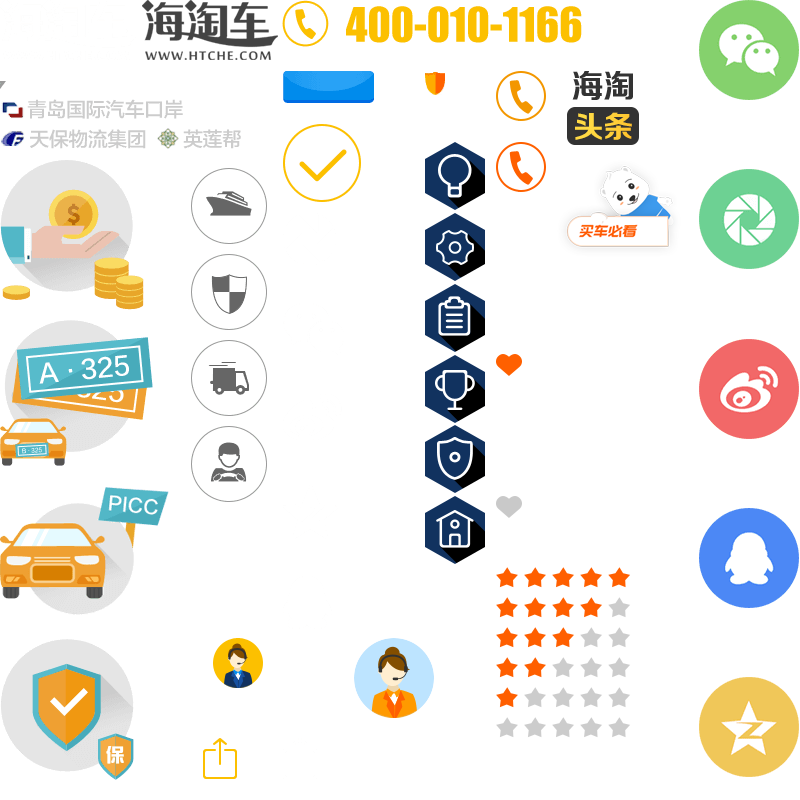 海淘车
WWW.HTCHE.COM
400-010-1166
海淘
头条
青岛国际汽车口岸
天保物流集团 英莲帮
买车必看
$
A·325
325
B·325
PICC
保